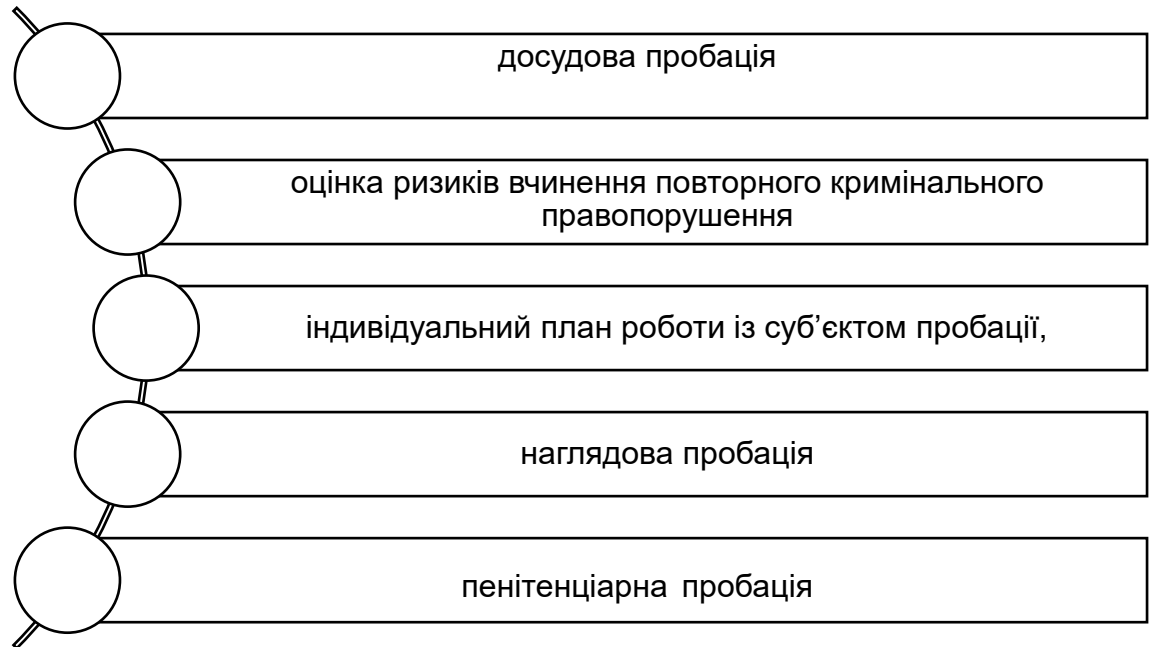 досудова пробація
оцінка ризиків вчинення повторного кримінального
правопорушення
індивідуальний план роботи із суб’єктом пробації,
наглядова пробація
пенітенціарна пробація